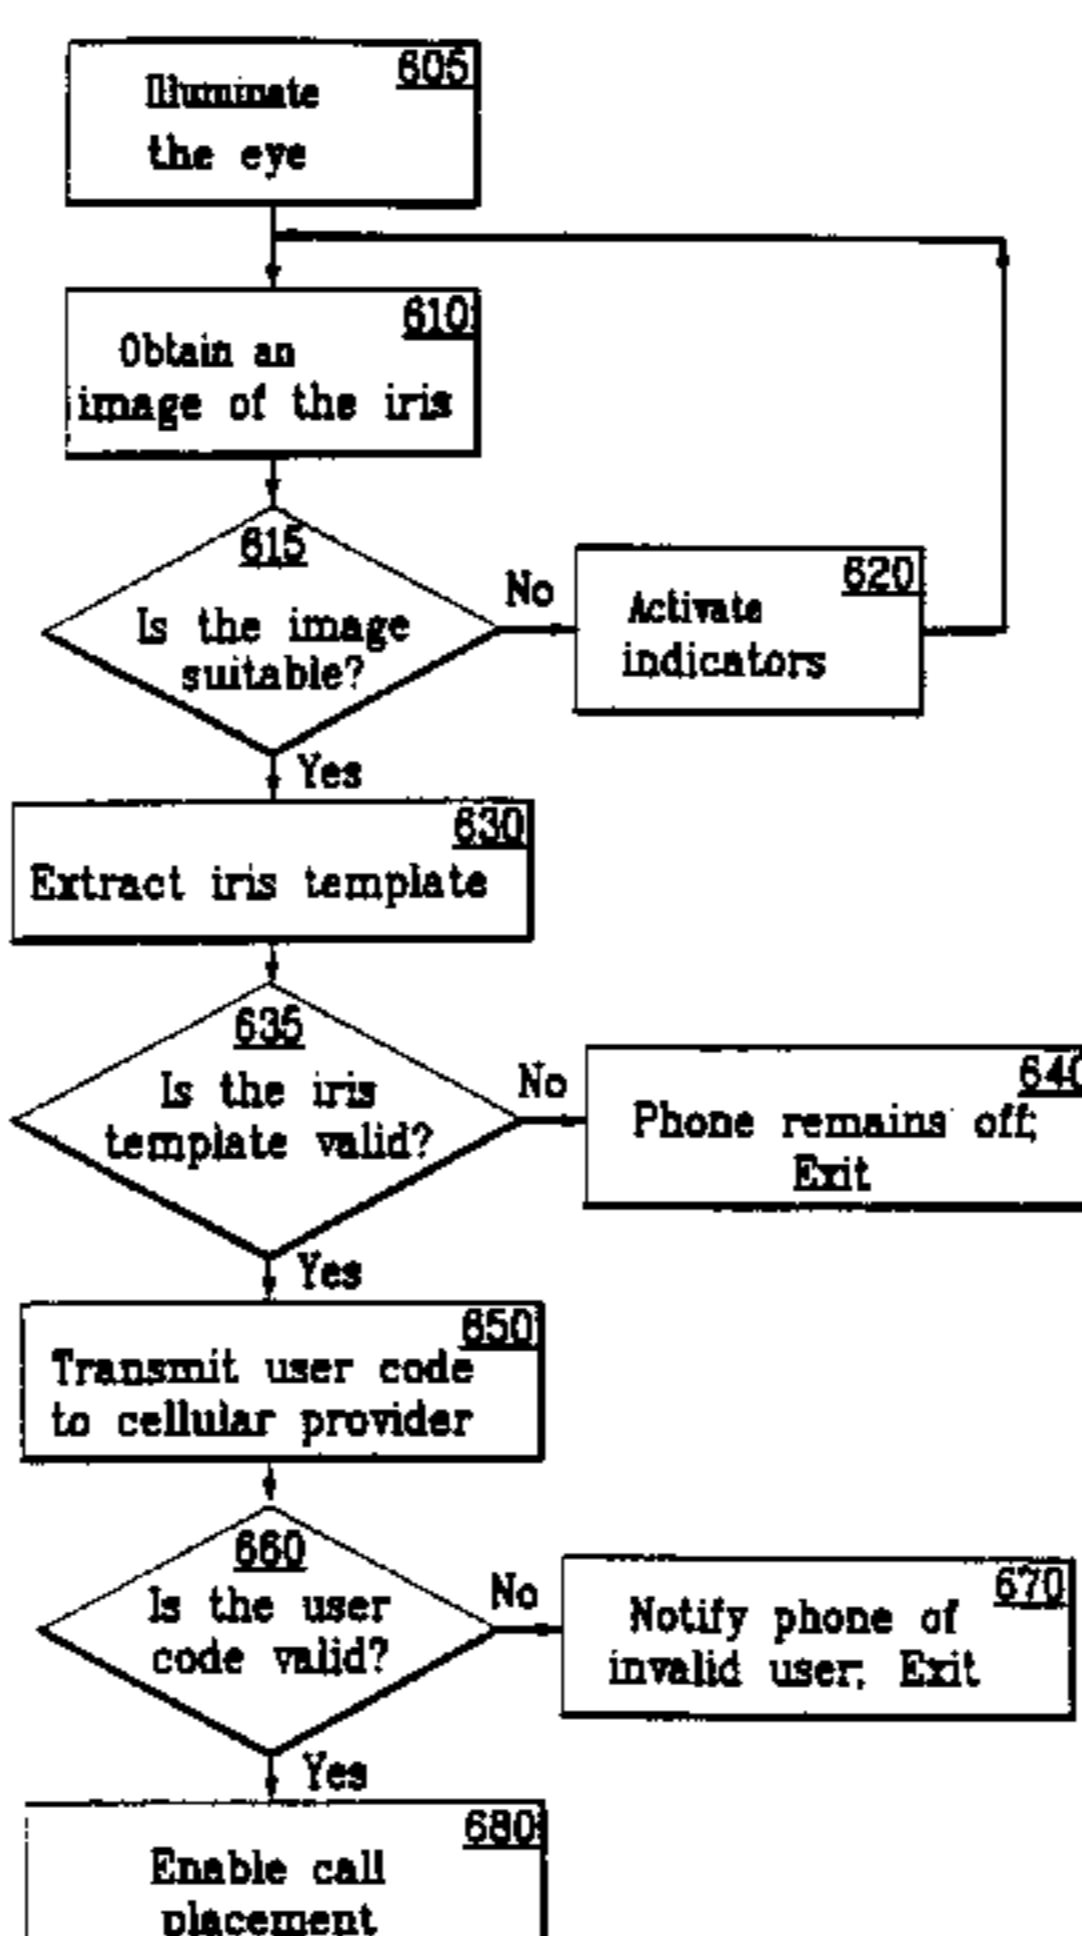 605
Illuminate
the eye
610
Obtain an
image of the iris
615
Is the image
suitable?
No
620
Activate
indicators
Yes
630
Extract iris template
635
Is the iris
template valid?
No
640
Phone remains off;
Exit
Yes
650
Transmit user code
to cellular provider
660
Is the user
code valid?
No
670
Notify phone of
invalid user; Exit
Yes
680
Enable call
placement